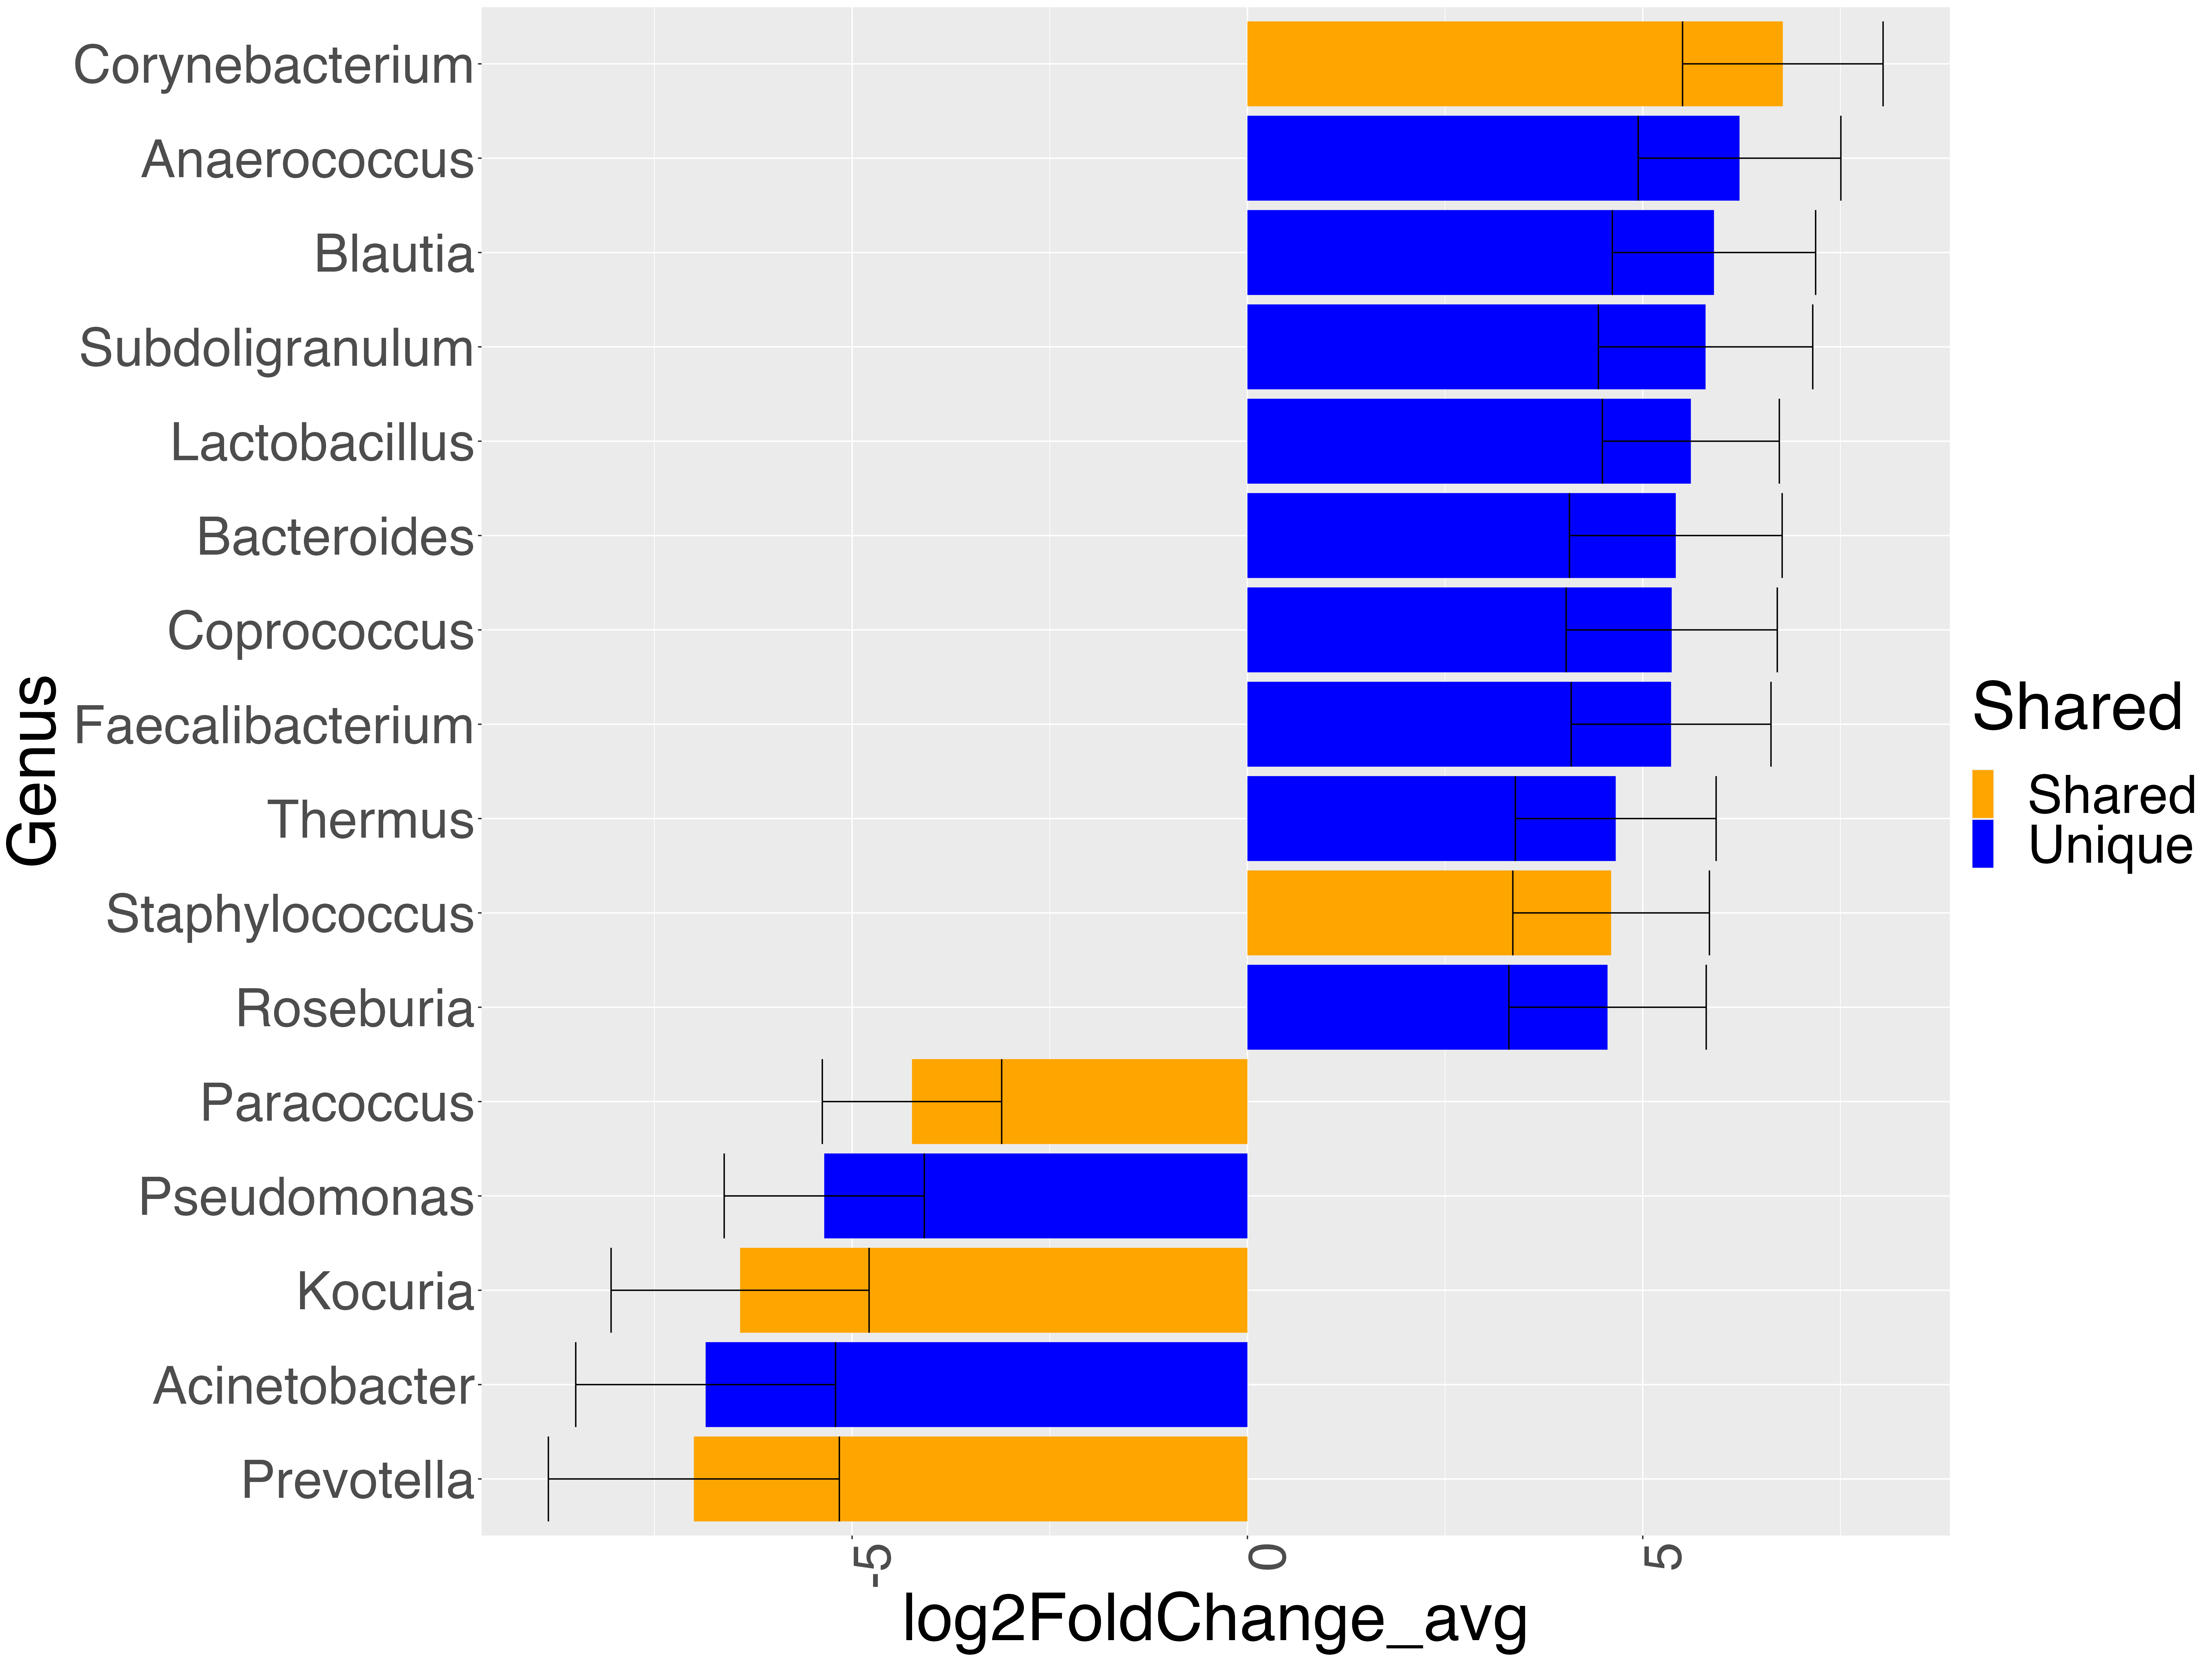 Corynebacterium
Anaerococcus
Blautia
Subdoligranulum
Lactobacillus
Bacteroides
Coprococcus
Faecalibacterium
Thermus
Staphylococcus
Roseburia
Paracoccus
Pseudomonas
Kocuria
Acinetobacter
Prevotella
Genus
-5
0
5
log2FoldChange_avg
Shared
Shared
Unique